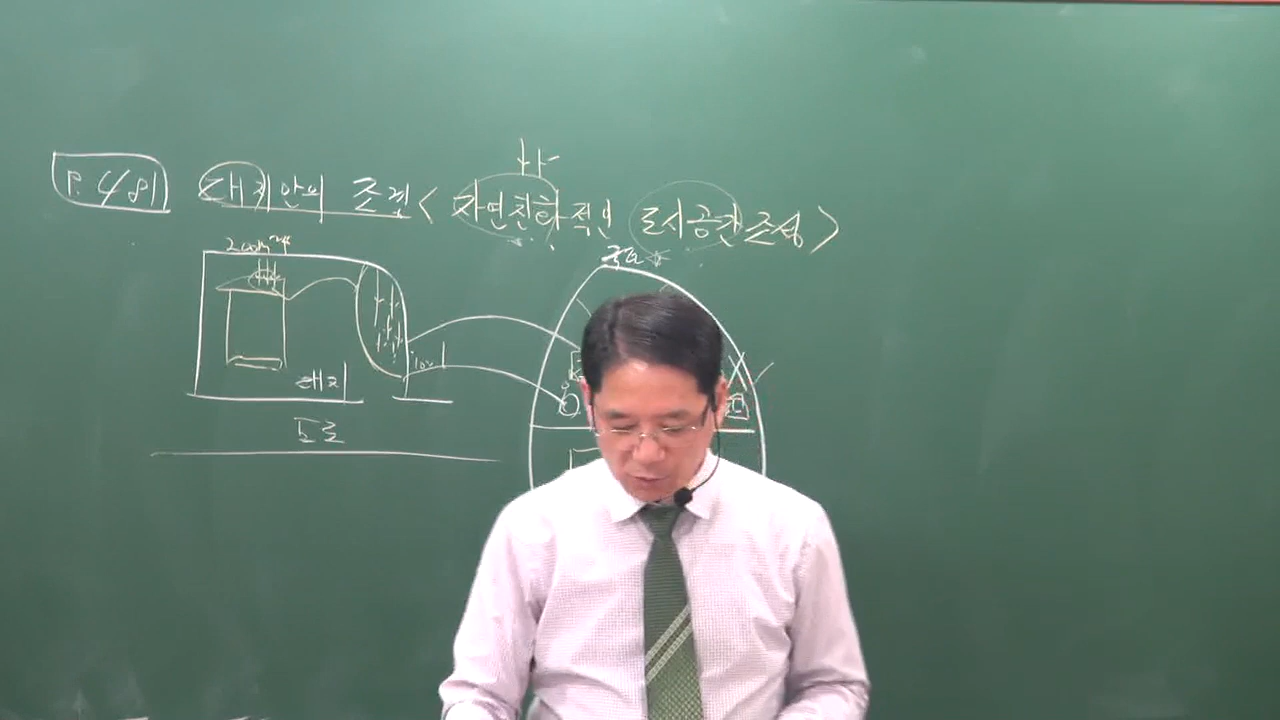 P. 481 대지안의 조경 < 자연친화적인 도시공간조성 >
200m²
대지
도로